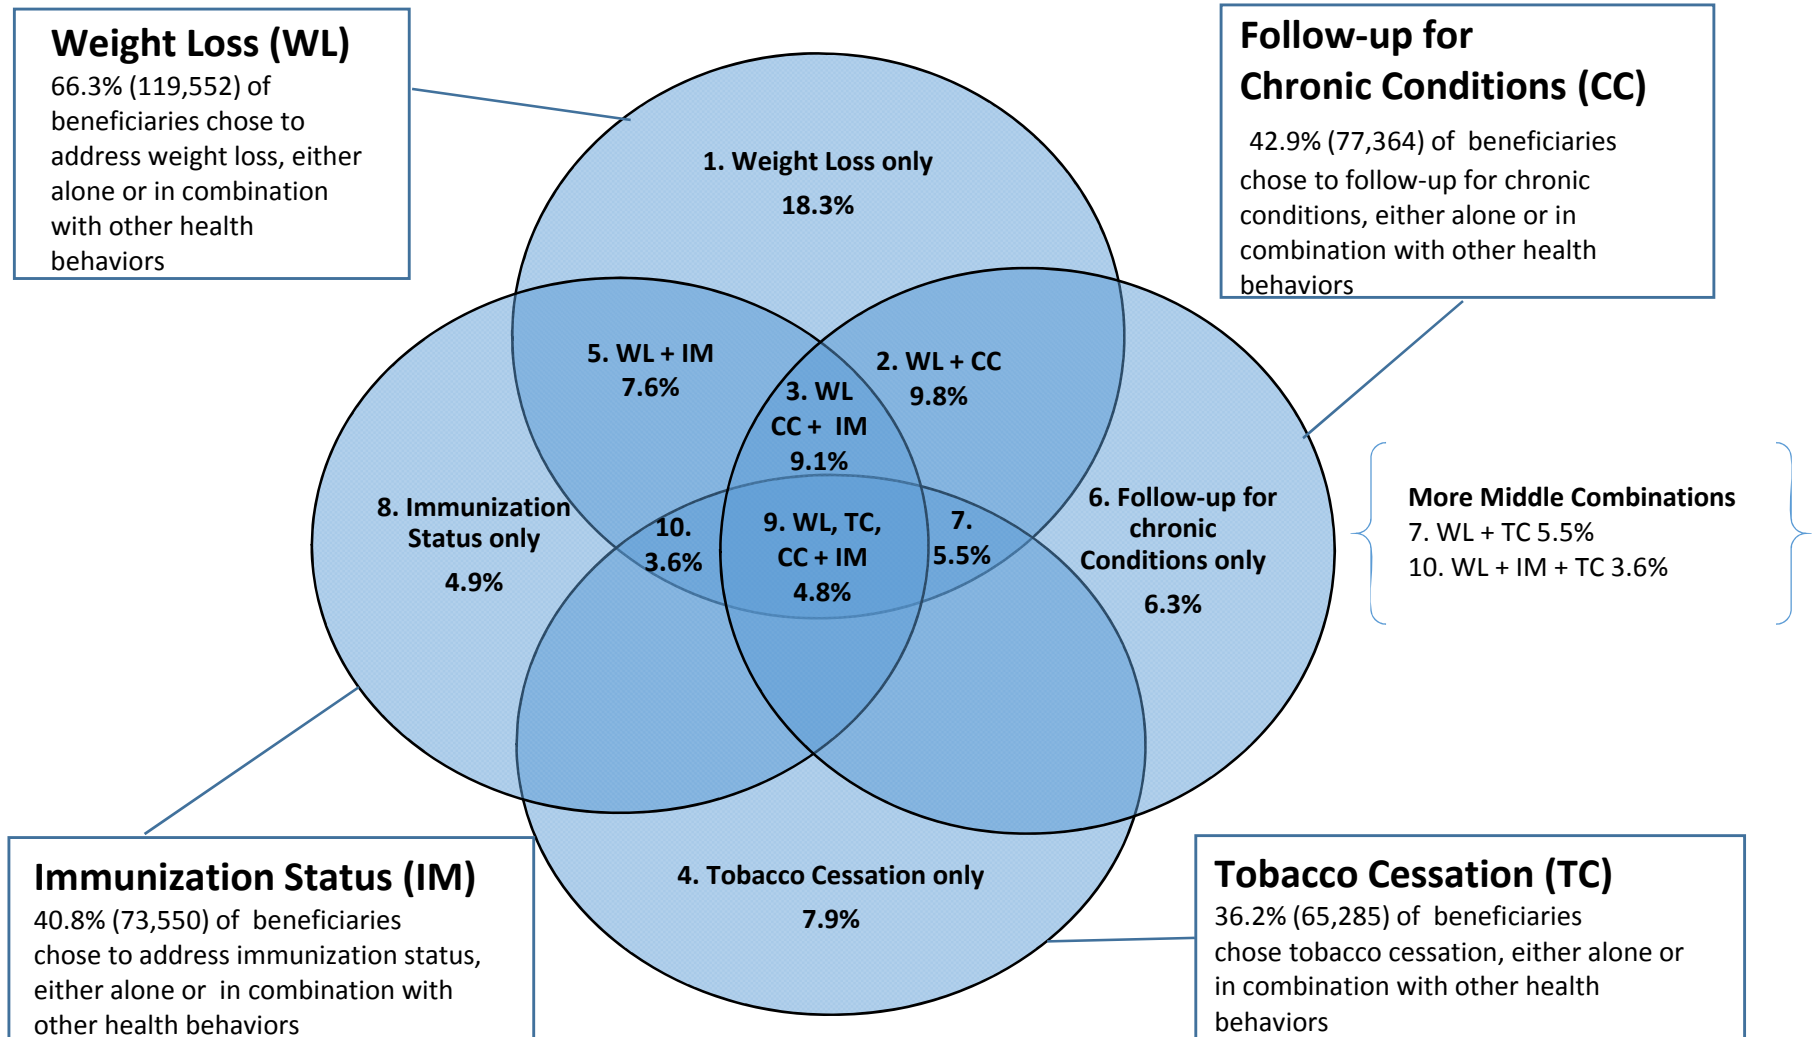 Weight Loss (WL)
66.3% (119,552) of
beneficiaries chose to
address weight loss, either
alone or in combination
with other health
behaviors
Follow-up for
Chronic Conditions (CC)
42.9% (77,364) of beneficiaries
chose to follow-up for chronic
conditions, either alone or in
combination with other health
behaviors
1. Weight Loss only
18.3%
5. WL + IM
7.6%
2. WL + CC
9.8%
3. WL
CC + IM
9.1%
8. Immunization
Status only
4.9%
10.
3.6%
9. WL, TC,
CC + IM
4.8%
7.
5.5%
6. Follow-up for
chronic
Conditions only
6.3%
More Middle Combinations
7. WL + TC 5.5%
10. WL + IM + TC 3.6%
4. Tobacco Cessation only
7.9%
Immunization Status (IM)
40.8% (73,550) of beneficiaries
chose to address immunization status,
either alone or in combination with
other health behaviors
Tobacco Cessation (TC)
36.2% (65,285) of beneficiaries
chose tobacco cessation, either alone or
in combination with other health
behaviors